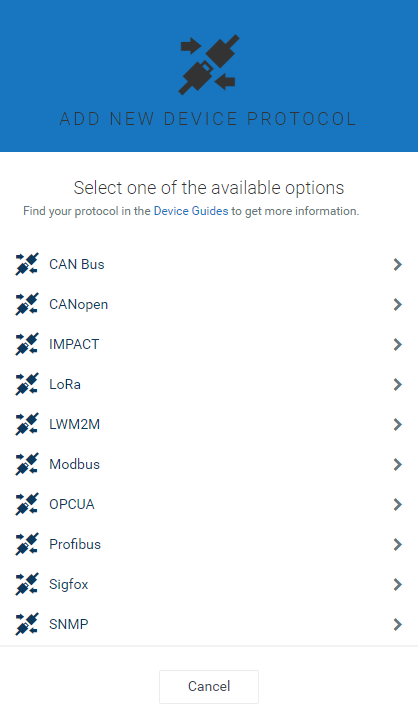 ADD NEW DEVICE PROTOCOL
Select one of the available options
Find your protocol in the Device Guides to get more information.
CAN Bus
CANopen
IMPACT
LoRa
LWM2M
Modbus
OPCUA
Profibus
Sigfox
SNMP
Cancel